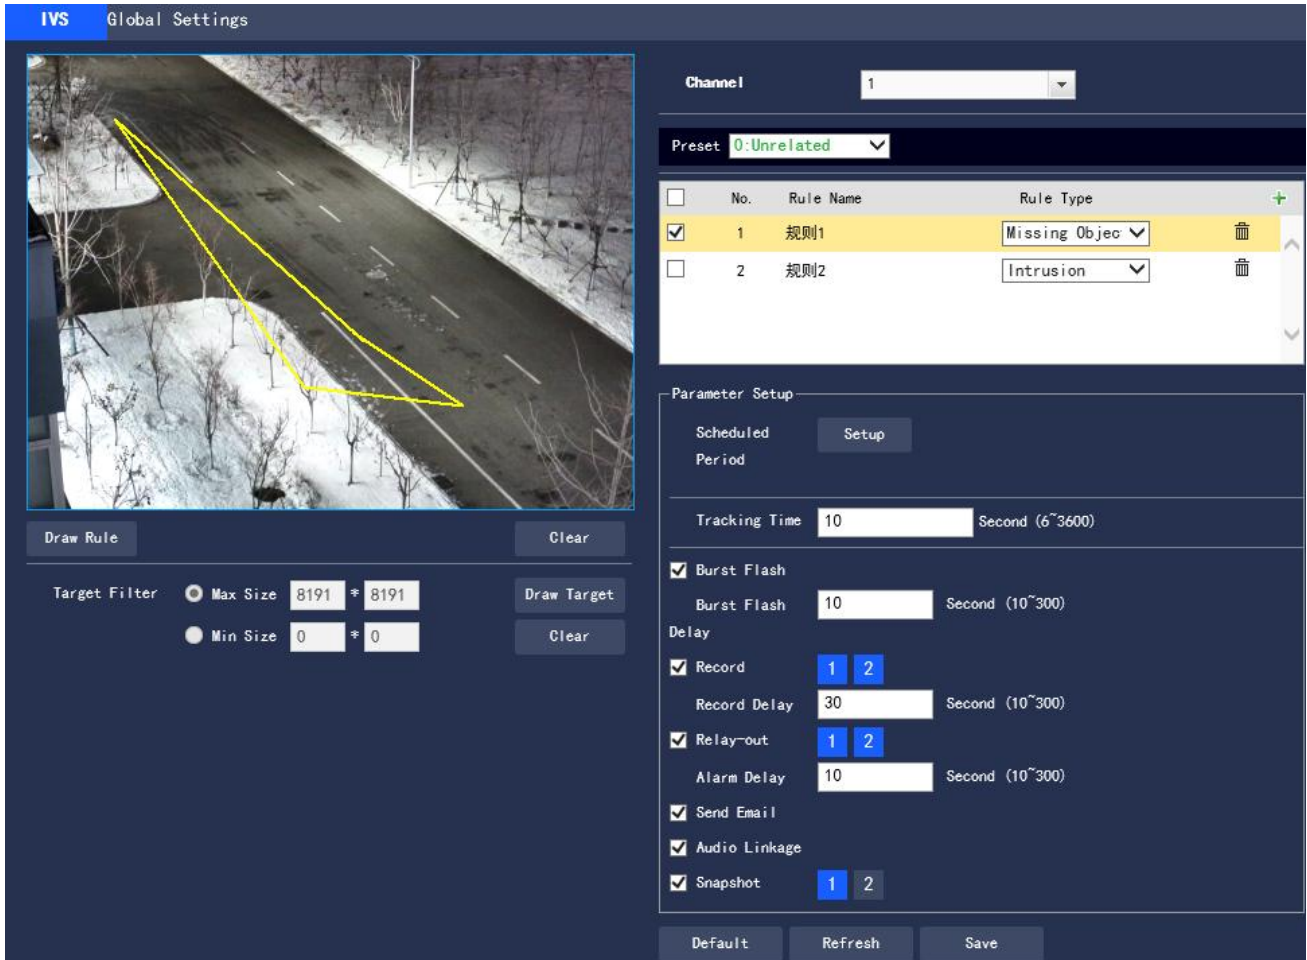 IVS Global Settings
Channel 1
Preset 0:Unrelated
No. Rule Name Rule Type +
1 规则1 Missing Objec
2 规则2 Intrusion
Parameter Setup
Scheduled Setup
Period
Tracking Time 10 Second (6~3600)
Burst Flash
Burst Flash 10 Second (10~300)
Delay
Record 1 2
Record Delay 30 Second (10~300)
Relay-out 1 2
Alarm Delay 10 Second (10~300)
Send Email
Audio Linkage
Snapshot 1 2
Default Refresh Save
Draw Rule Clear
Target Filter Max Size 8191 * 8191 Draw Target
Min Size 0 * 0 Clear